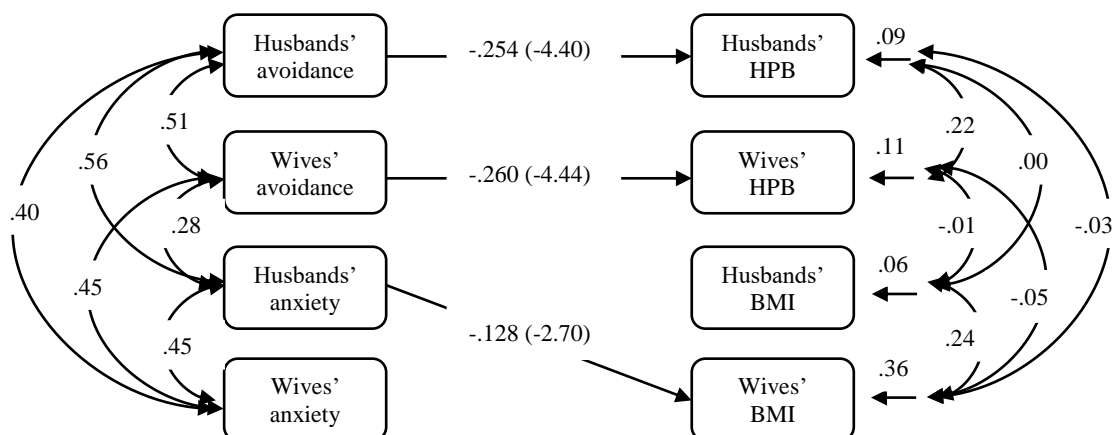 Husbands’
avoidance
-.254 (-4.40)
Husbands’
HPB
.09
.51
.56
.22
.00
Wives’
avoidance
-.260 (-4.44)
Wives’
HPB
.11
.40
.28
-.01
-.03
Husbands’
anxiety
Husbands’
BMI
.06
.45
-.05
.45
-.128 (-2.70)
.24
Wives’
anxiety
Wives’
BMI
.36